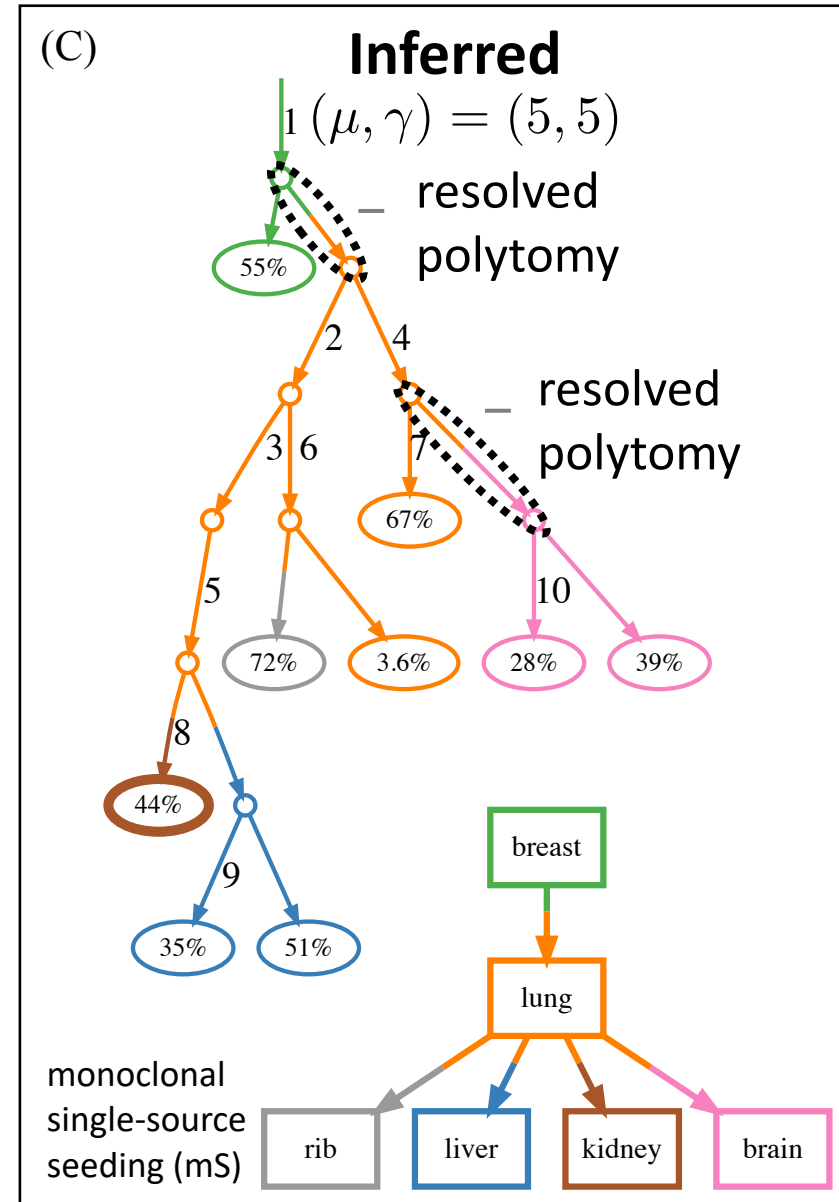 (C)
Inferred
1 (μ, γ) = (5, 5)
resolved
polytomy
55%
2
4
resolved
polytomy
3
6
7
67%
5
10
72%
3.6%
28%
39%
8
44%
breast
9
35%
51%
lung
monoclonal
single-source
seeding (mS)
rib
liver
kidney
brain